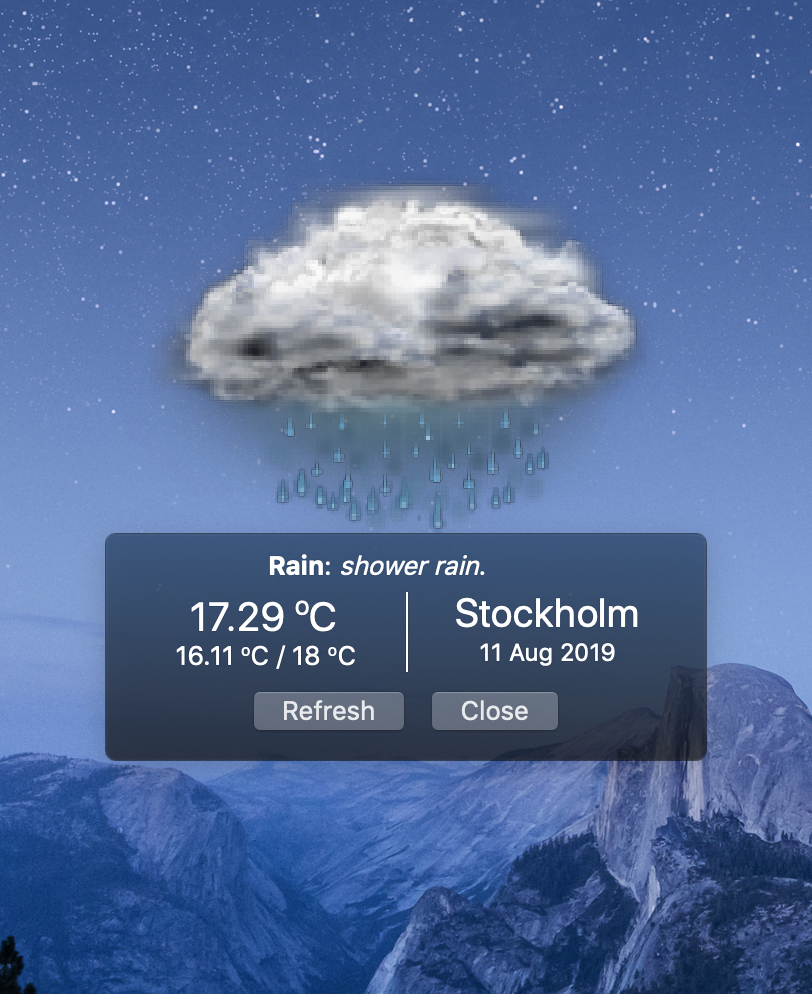 Rain: shower rain.
17.29 ºC
16.11 ºC / 18 ºC
Stockholm
11 Aug 2019
Refresh
Close